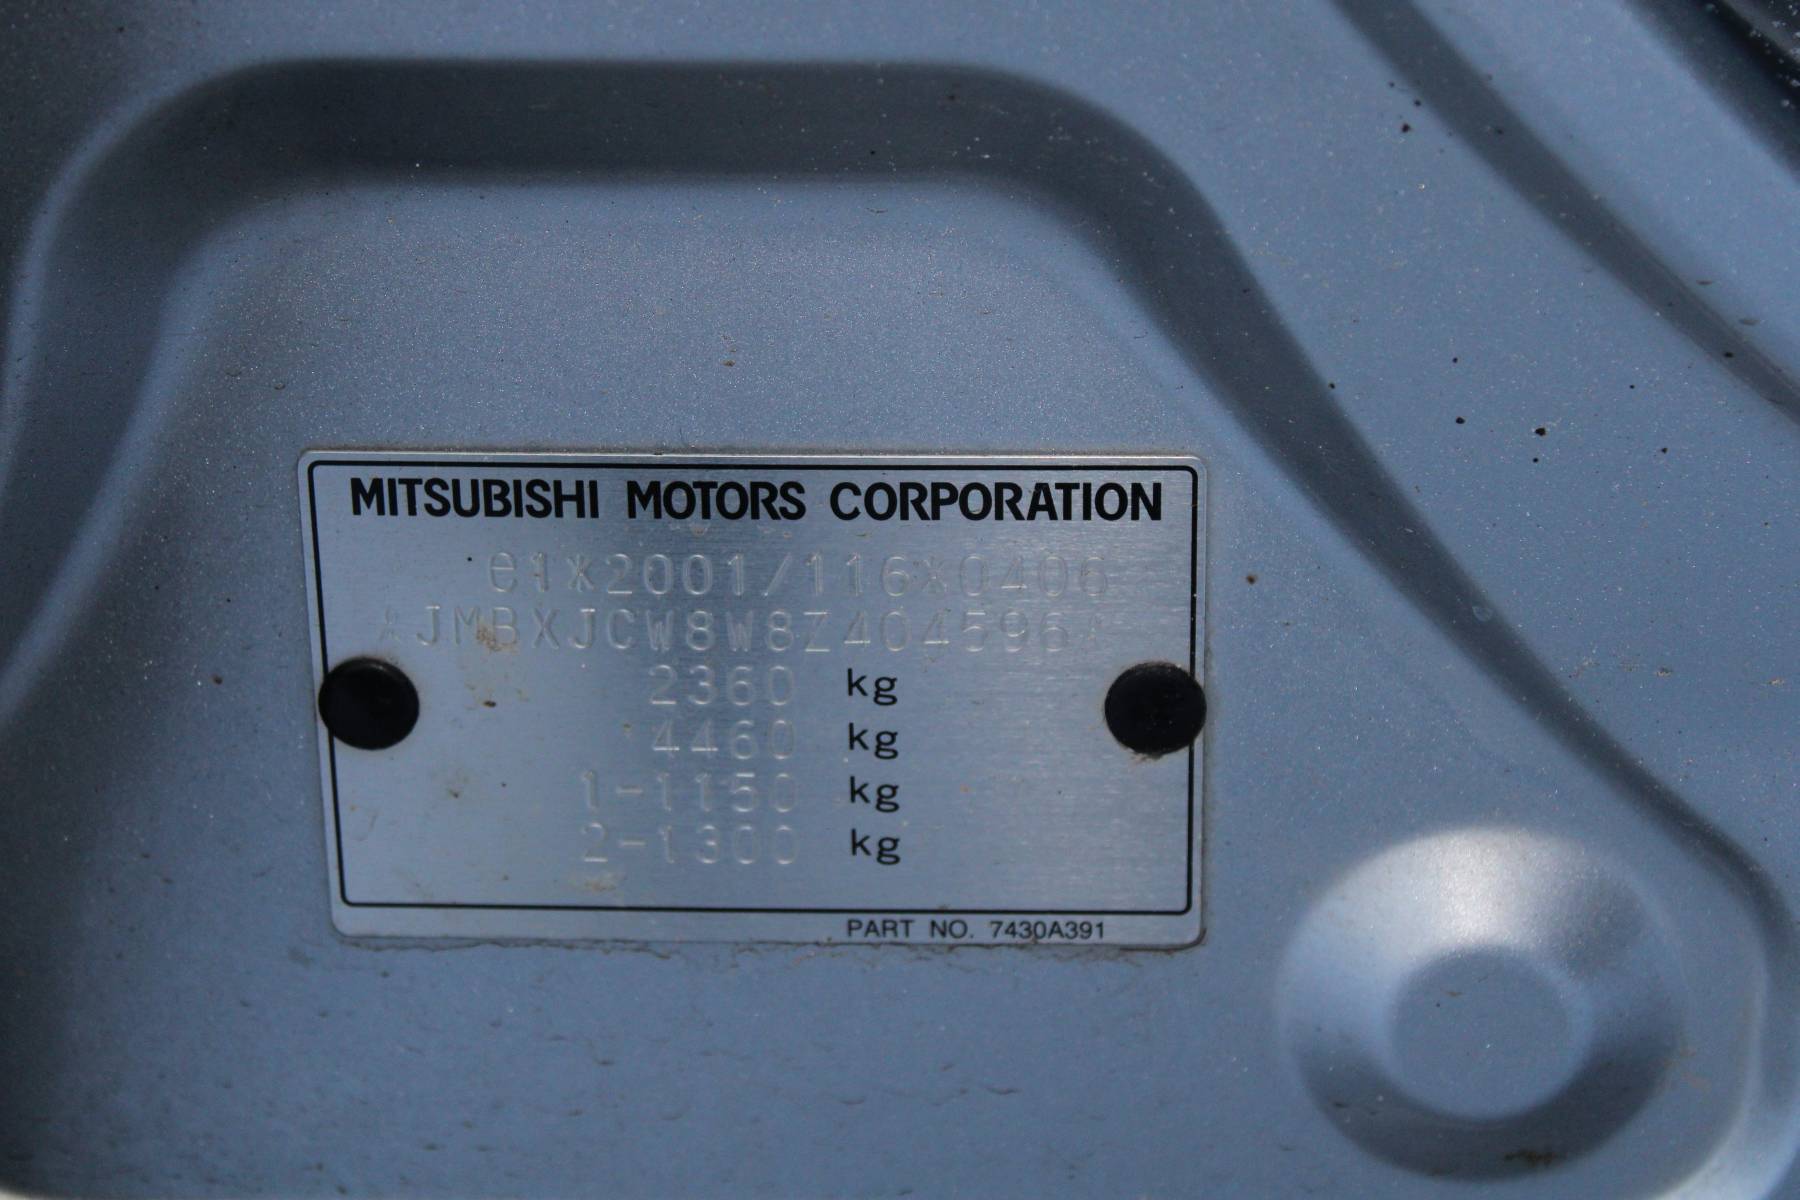 MITSUBISHI MOTORS CORPORATION
e1*2001/116*0406
*JMBXJCW8W8Z404596*
2360 kg
4460 kg
1-1150 kg
2-1300 kg
PART NO. 7430A391